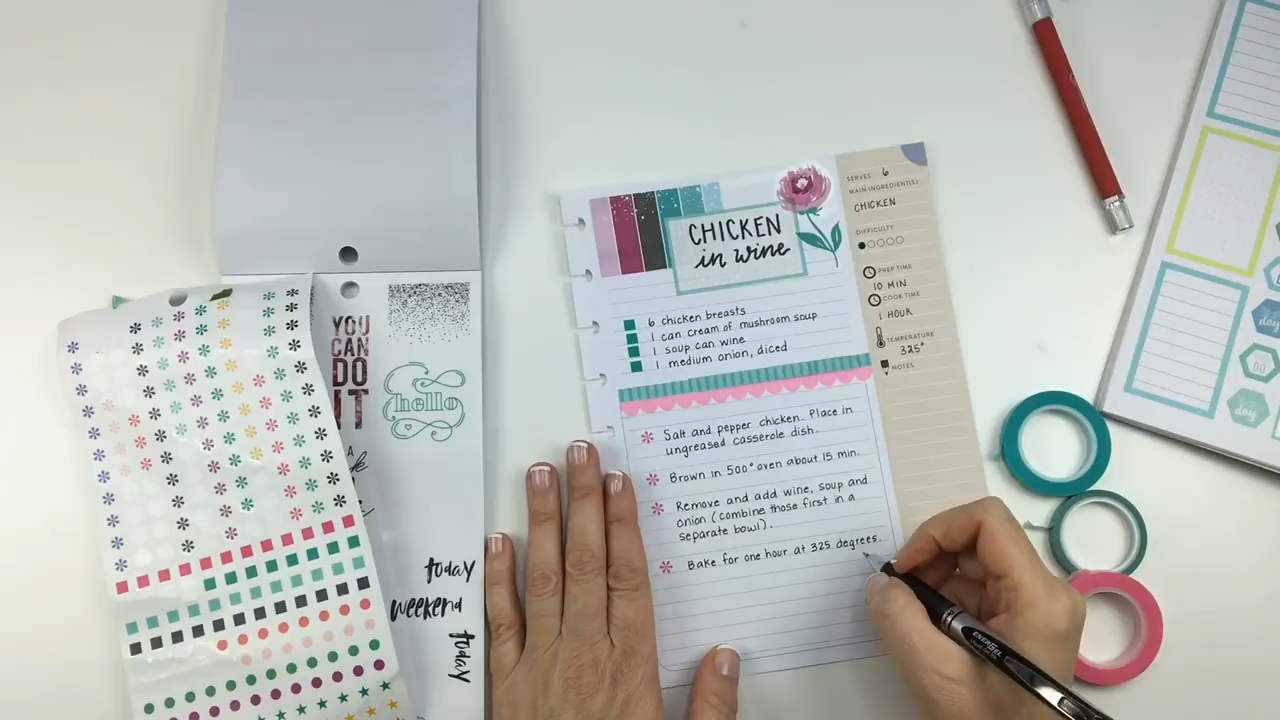 YOU
CAN
DO
IT
hello
today
weekend
today
CHICKEN
in wine
6 chicken breasts
1 can cream of mushroom soup
1 soup can wine
1 medium onion, diced
Salt and pepper chicken. Place in
ungreased casserole dish.
Brown in 500° oven about 15 min.
Remove and add wine, soup and
onion (combine those first in a
separate bowl).
Bake for one hour at 325 degrees.
SERVES 6
MAIN INGREDIENT(S)
CHICKEN
DIFFICULTY
PREP TIME
10 MIN
COOK TIME
1 HOUR
TEMPERATURE
325°
NOTES
ENERGEL
day
00
day